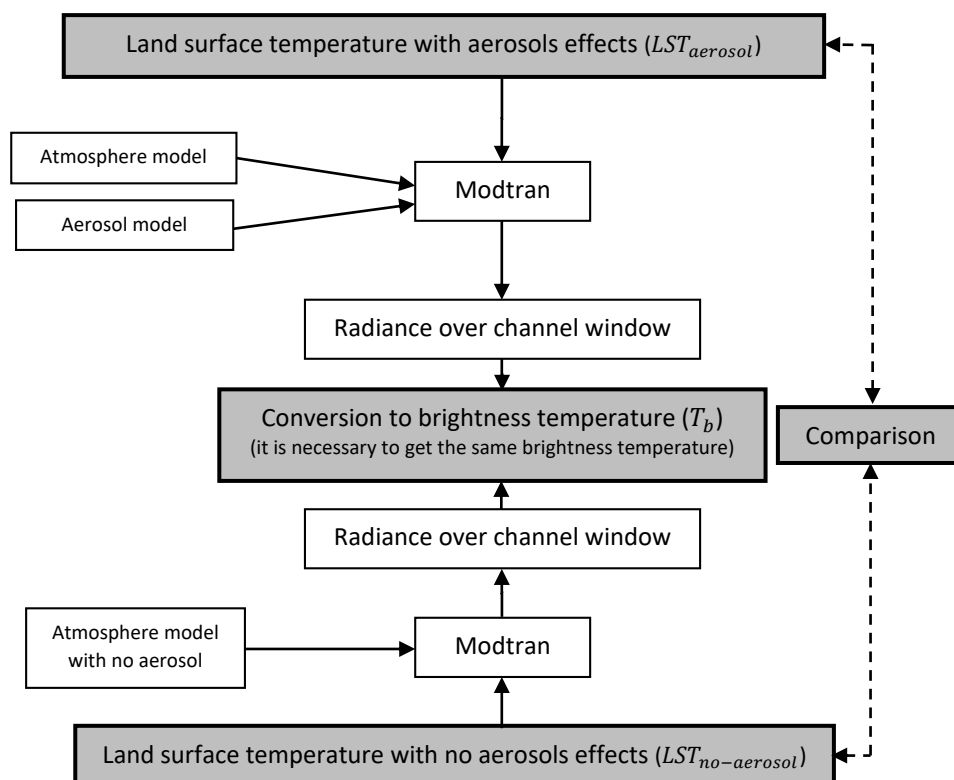 Land surface temperature with aerosols effects (LST_aerosol)
Atmosphere model
Modtran
Aerosol model
Radiance over channel window
Conversion to brightness temperature (T_b)
(it is necessary to get the same brightness temperature)
Comparison
Radiance over channel window
Atmosphere model
with no aerosol
Modtran
Land surface temperature with no aerosols effects (LST_no−aerosol)